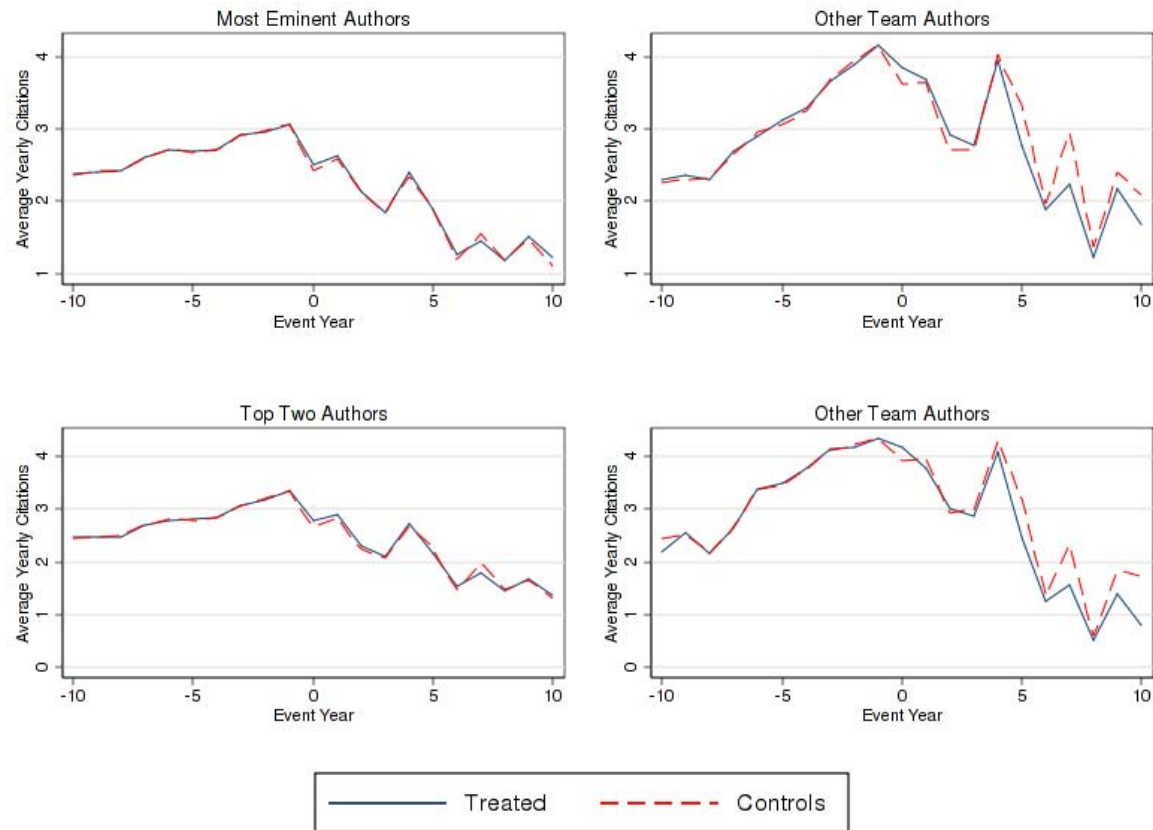 Most Eminent Authors
Average Yearly Citations
4
3
2
1
-10 -5 0 5 10
Event Year
Other Team Authors
Average Yearly Citations
4
3
2
1
-10 -5 0 5 10
Event Year
Top Two Authors
Average Yearly Citations
4
3
2
1
0
-10 -5 0 5 10
Event Year
Other Team Authors
Average Yearly Citations
4
3
2
1
0
-10 -5 0 5 10
Event Year
Treated Controls